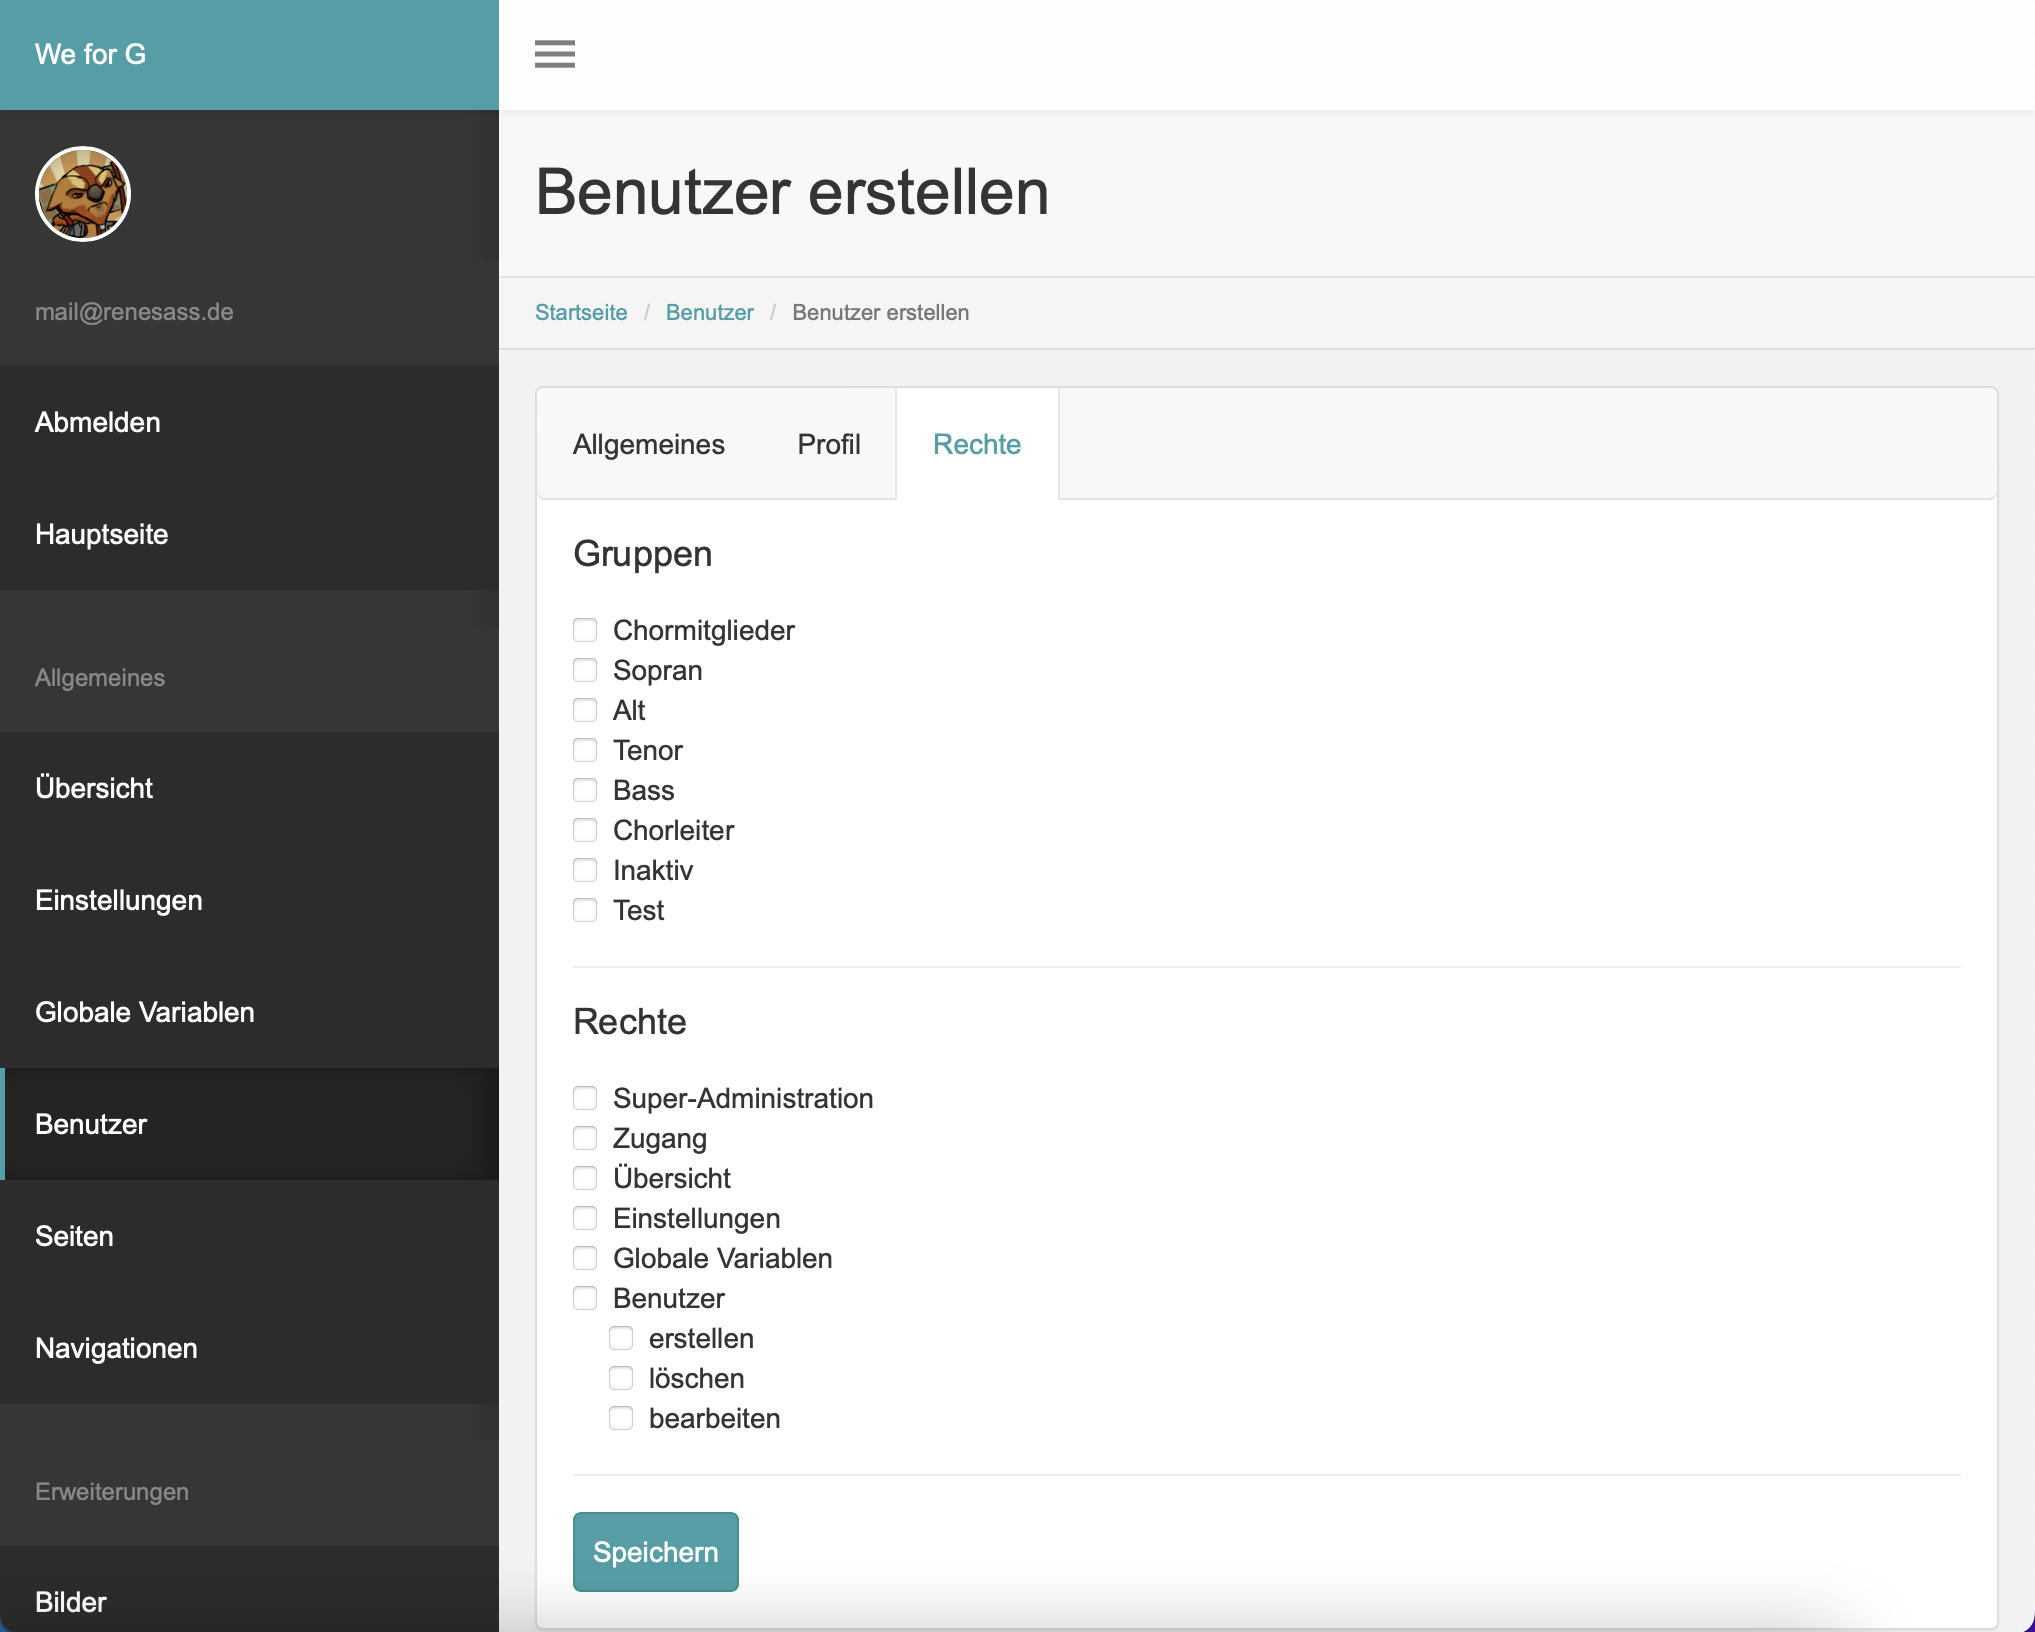 We for G
mail@renesass.de
Abmelden
Hauptseite
Allgemeines
Übersicht
Einstellungen
Globale Variablen
Benutzer
Seiten
Navigationen
Erweiterungen
Bilder
Benutzer erstellen
Startseite / Benutzer / Benutzer erstellen
Allgemeines Profil Rechte
Gruppen
Chormitglieder
Sopran
Alt
Tenor
Bass
Chorleiter
Inaktiv
Test
Rechte
Super-Administration
Zugang
Übersicht
Einstellungen
Globale Variablen
Benutzer
erstellen
löschen
bearbeiten
Speichern